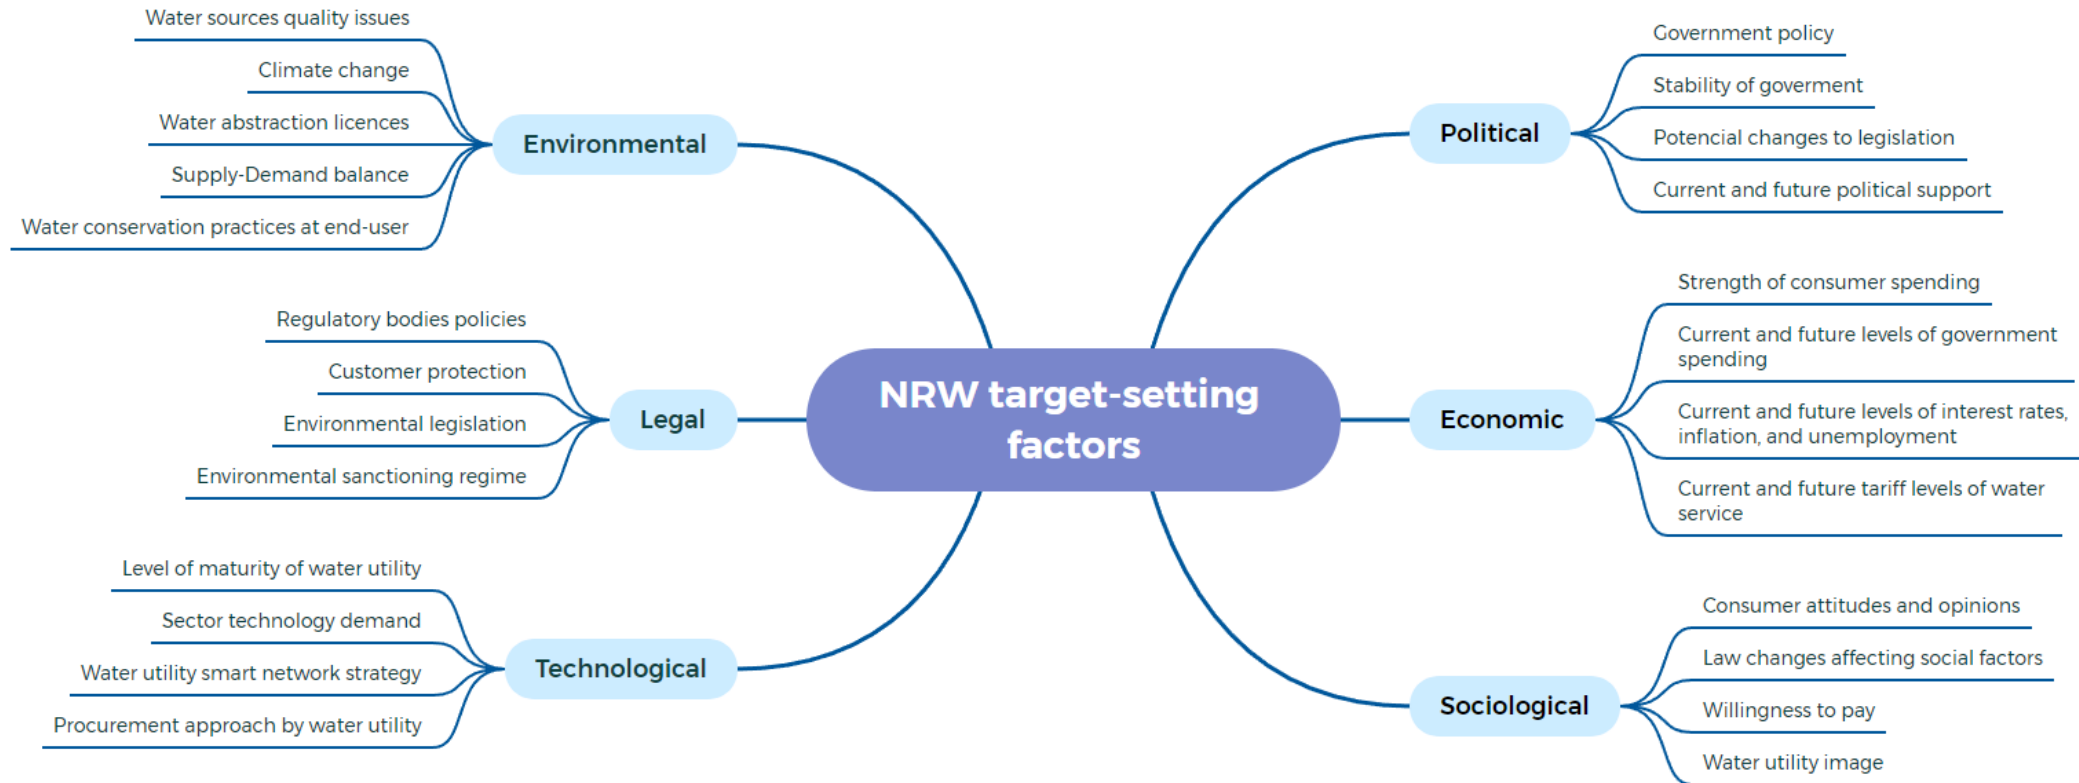 Water sources quality issues
Climate change
Water abstraction licences
Supply-Demand balance
Water conservation practices at end-user
Environmental
Regulatory bodies policies
Customer protection
Environmental legislation
Environmental sanctioning regime
Legal
Level of maturity of water utility
Sector technology demand
Water utility smart network strategy
Procurement approach by water utility
Technological
NRW target-setting
factors
Political
Government policy
Stability of goverment
Potencial changes to legislation
Current and future political support
Economic
Strength of consumer spending
Current and future levels of government
spending
Current and future levels of interest rates,
inflation, and unemployment
Current and future tariff levels of water
service
Sociological
Consumer attitudes and opinions
Law changes affecting social factors
Willingness to pay
Water utility image